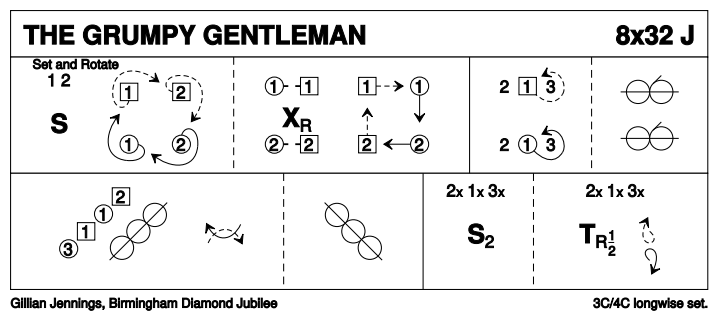 THE GRUMPY GENTLEMAN 8x32 J
Set and Rotate
1 2
S
1 2
1 2
1 1
X R
2 2
1 1
2 2
2 1 3
2 1 3
2
1
1
3
2x 1x 3x
S2
2x 1x 3x
TR½
Gillian Jennings, Birmingham Diamond Jubilee 3C/4C longwise set.